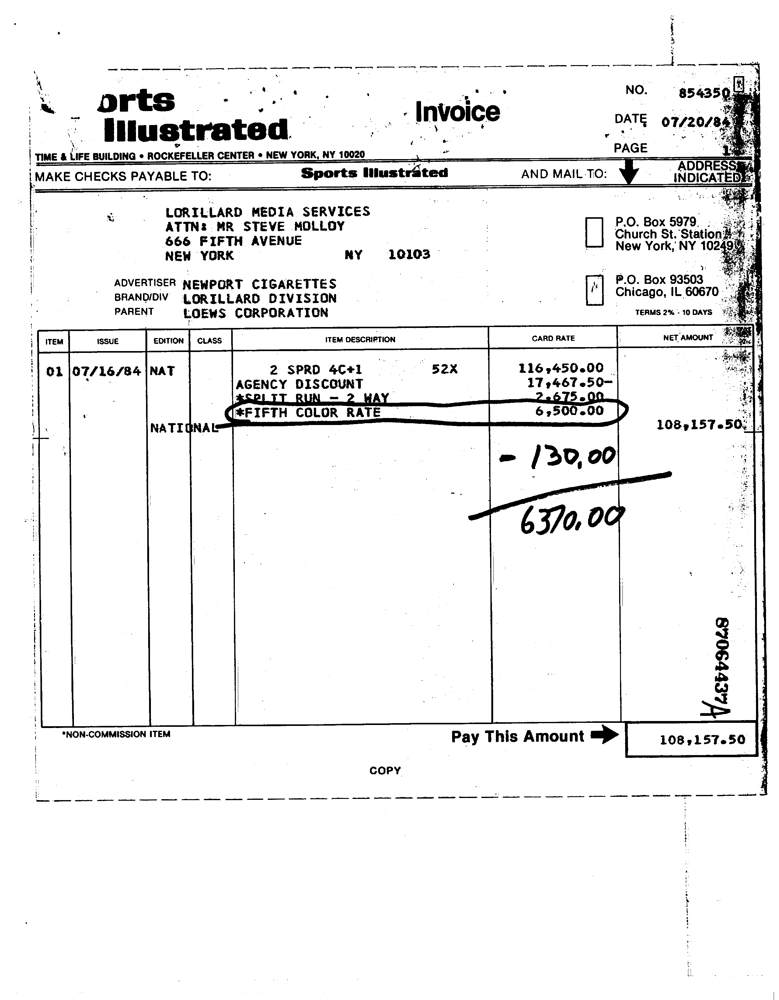 orts
Illustrated
Invoice
NO. 854350
DATE 07/20/84
PAGE 1
TIME & LIFE BUILDING • ROCKEFELLER CENTER • NEW YORK, NY 10020
MAKE CHECKS PAYABLE TO: Sports Illustrated AND MAIL TO: ADDRESS INDICATED
LORILLARD MEDIA SERVICES
ATTN: MR STEVE MOLLOY
666 FIFTH AVENUE
NEW YORK NY 10103
P.O. Box 5979
Church St. Station
New York, NY 10249
ADVERTISER NEWPORT CIGARETTES
BRAND/DIV LORILLARD DIVISION
PARENT LOEWS CORPORATION
P.O. Box 93503
Chicago, IL 60670
TERMS 2% - 10 DAYS
ITEM ISSUE EDITION CLASS ITEM DESCRIPTION CARD RATE NET AMOUNT
01 07/16/84 NAT 2 SPRD 4C+1 52X 116,450.00
AGENCY DISCOUNT 17,467.50-
*SPLIT RUN - 2 WAY 2,675.00
*FIFTH COLOR RATE 6,500.00
NATIONAL 108,157.50
- 130.00
6370.00
87064437A
*NON-COMMISSION ITEM
Pay This Amount 108,157.50
COPY